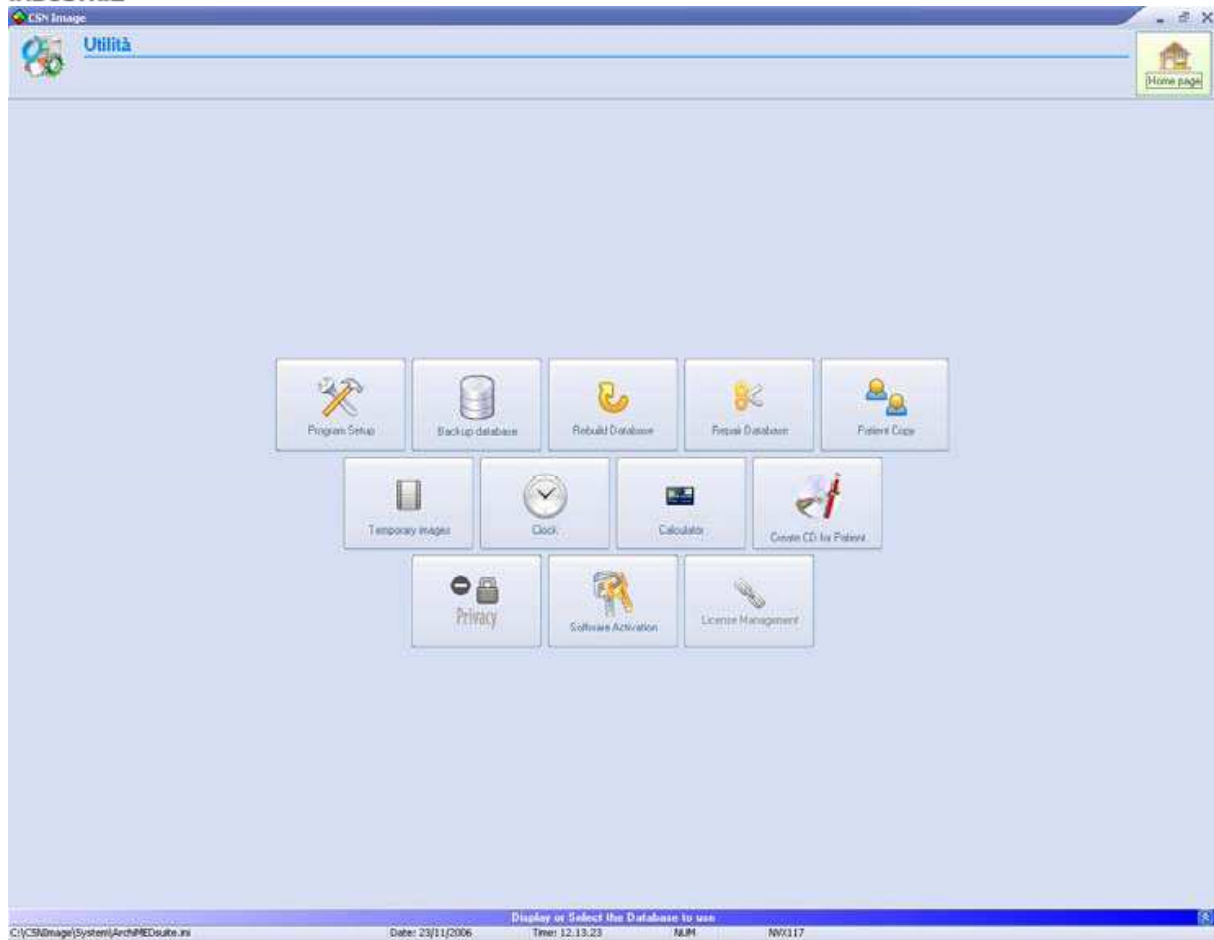 CSN Image
Utilità
Home page
Program Setup
Backup database
Rebuild Database
Repair Database
Patient Copy
Temporary images
Clock
Calculator
Create CD for Patient
Privacy
Software Activation
License Management
Display or Select the Database to use
C:\CSNImage\System\ArchiMEDsuite.ini Date: 23/11/2006 Time: 12.13.23 NUM NVX117